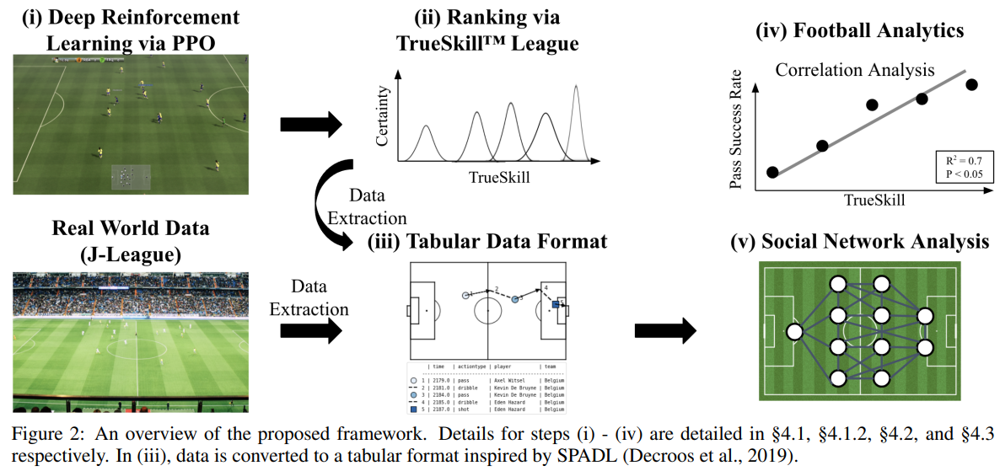 (i) Deep Reinforcement
Learning via PPO
(ii) Ranking via
TrueSkill™ League
Certainty
TrueSkill
(iv) Football Analytics
Correlation Analysis
Pass Success Rate
R² = 0.7
P < 0.05
TrueSkill
Data
Extraction
Real World Data
(J-League)
Data
Extraction
(iii) Tabular Data Format
1
2
3
4
5
| time | actiontype | player | team
1 | 2179.0 | pass | Axel Witsel | Belgium
2 | 2181.0 | dribble | Kevin De Bruyne | Belgium
3 | 2184.0 | pass | Kevin De Bruyne | Belgium
4 | 2185.0 | dribble | Eden Hazard | Belgium
5 | 2187.0 | shot | Eden Hazard | Belgium
(v) Social Network Analysis
Figure 2: An overview of the proposed framework. Details for steps (i) - (iv) are detailed in §4.1, §4.1.2, §4.2, and §4.3
respectively. In (iii), data is converted to a tabular format inspired by SPADL (Decroos et al., 2019).